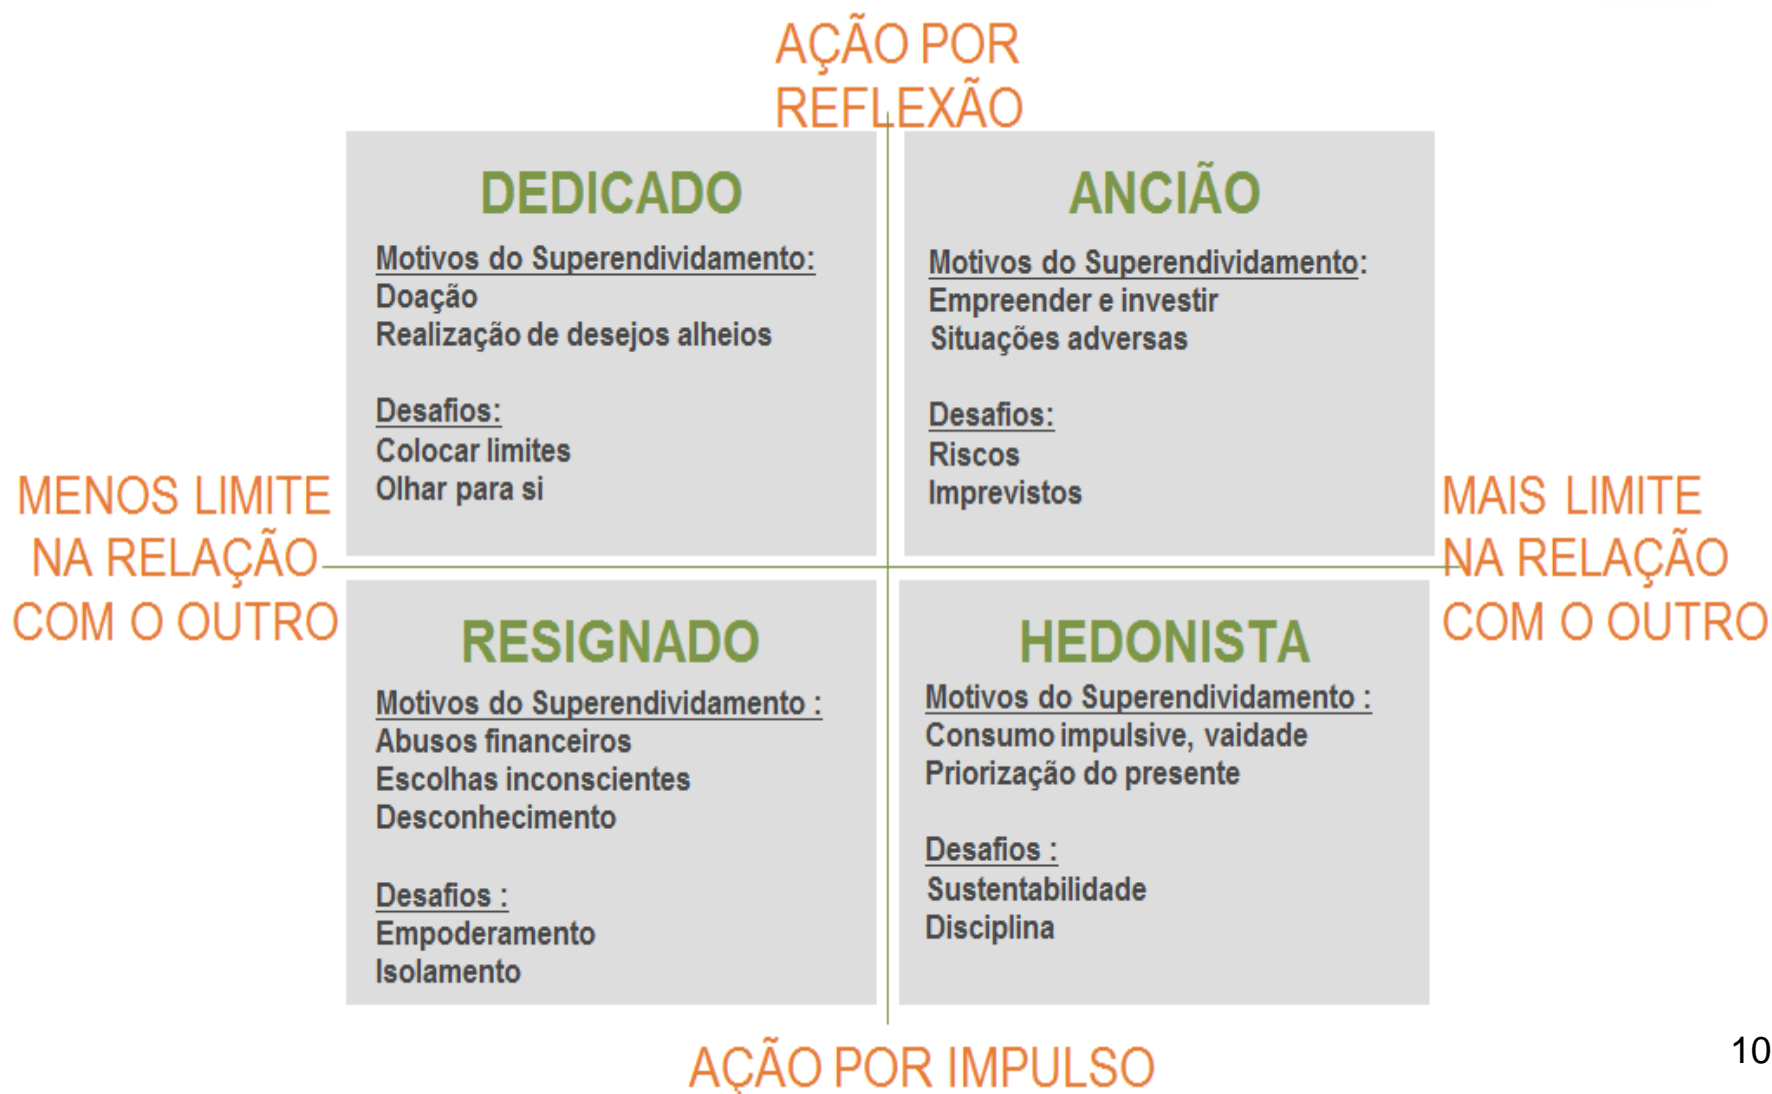 AÇÃO POR
REFLEXÃO
DEDICADO
Motivos do Superendividamento:
Doação
Realização de desejos alheios
Desafios:
Colocar limites
Olhar para si
ANCIÃO
Motivos do Superendividamento:
Empreender e investir
Situações adversas
Desafios:
Riscos
Imprevistos
MENOS LIMITE
NA RELAÇÃO
COM O OUTRO
MAIS LIMITE
NA RELAÇÃO
COM O OUTRO
RESIGNADO
Motivos do Superendividamento :
Abusos financeiros
Escolhas inconscientes
Desconhecimento
Desafios :
Empoderamento
Isolamento
HEDONISTA
Motivos do Superendividamento :
Consumo impulsive, vaidade
Priorização do presente
Desafios :
Sustentabilidade
Disciplina
AÇÃO POR IMPULSO
10